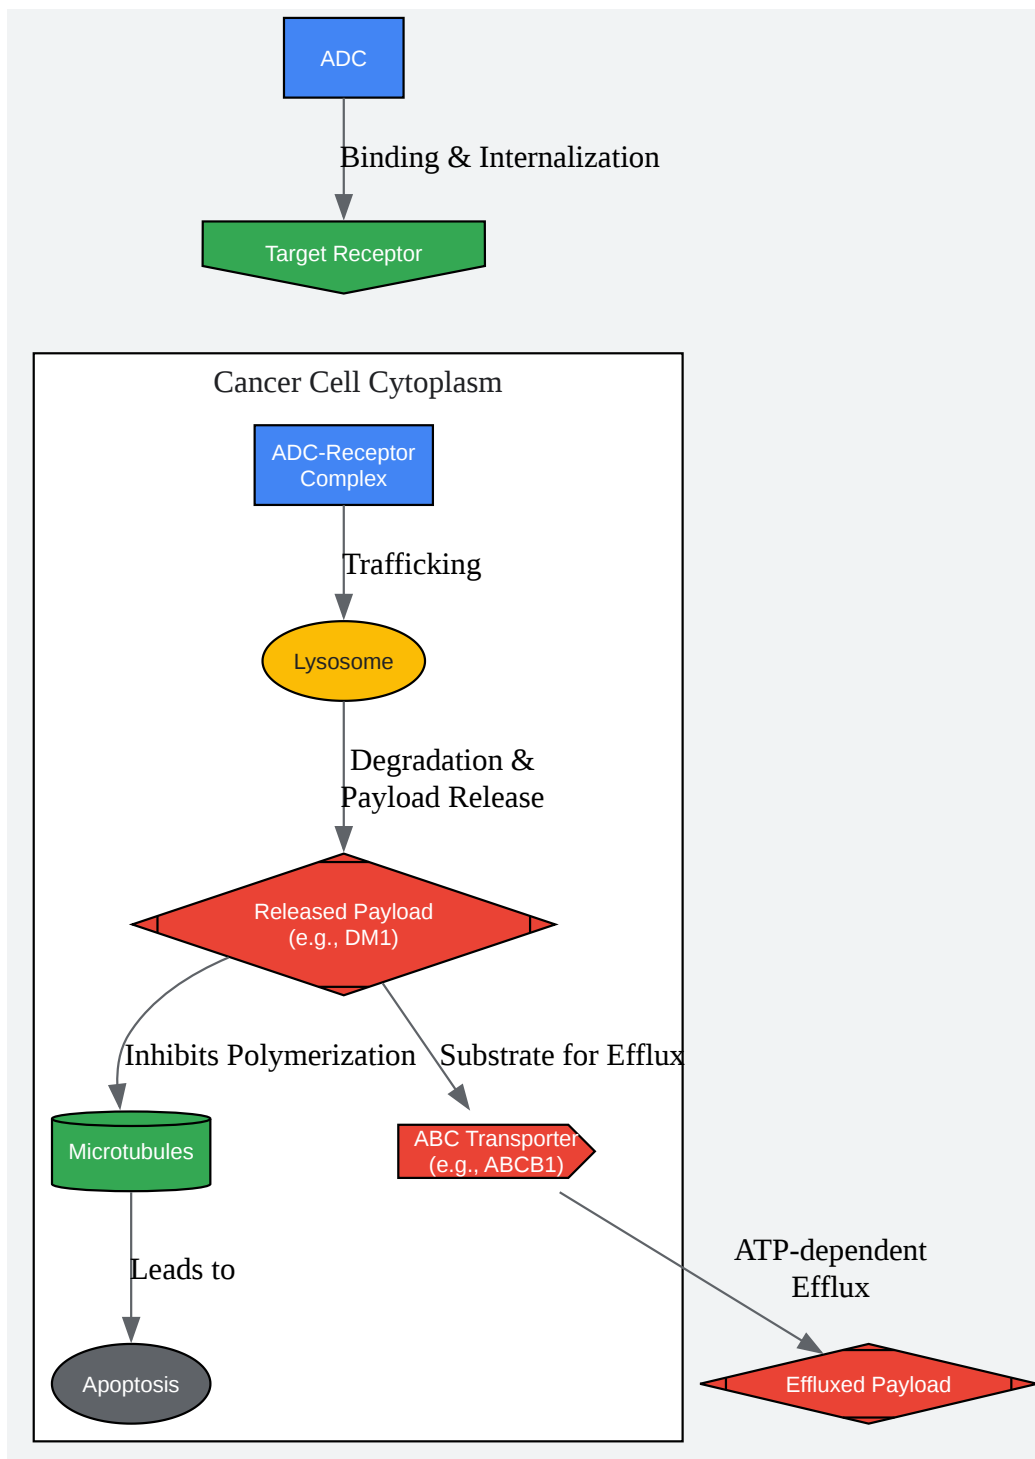 ADC
Binding & Internalization
Target Receptor
Cancer Cell Cytoplasm
ADC-Receptor
Complex
Trafficking
Lysosome
Degradation &
Payload Release
Released Payload
(e.g., DM1)
Inhibits Polymerization
Substrate for Efflux
Microtubules
ABC Transporter
(e.g., ABCB1)
Leads to
ATP-dependent
Efflux
Apoptosis
Effluxed Payload